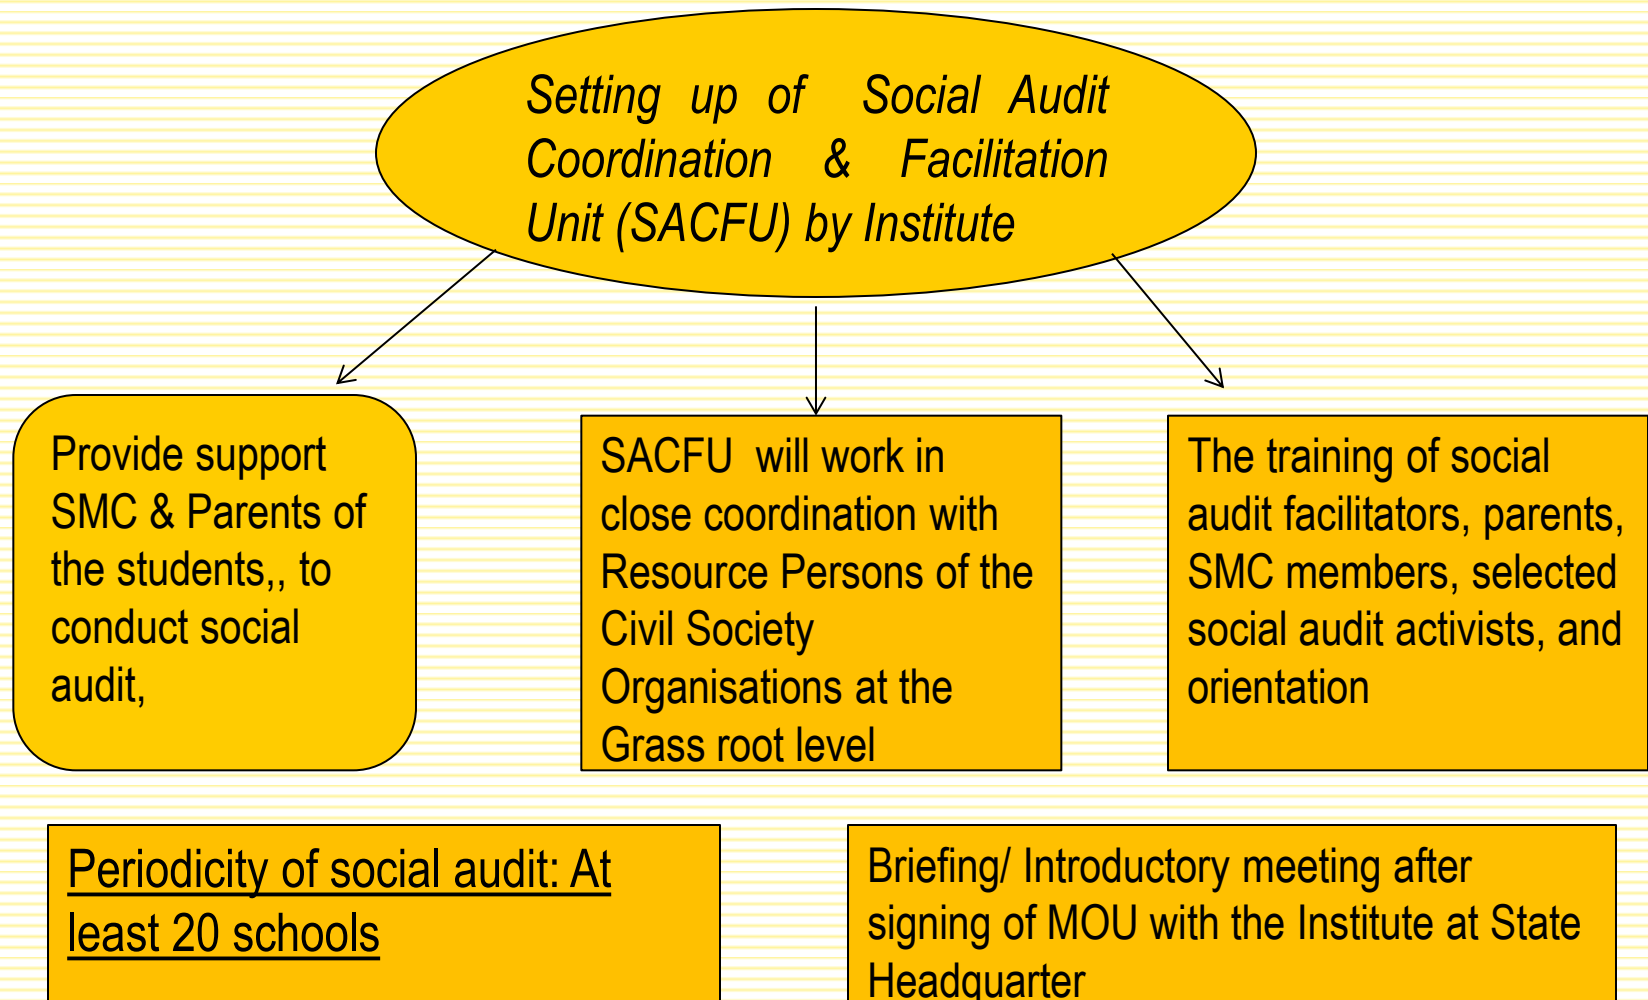 Setting up of Social Audit
Coordination & Facilitation
Unit (SACFU) by Institute
Provide support
SMC & Parents of
the students,, to
conduct social
audit,
SACFU will work in
close coordination with
Resource Persons of the
Civil Society
Organisations at the
Grass root level
The training of social
audit facilitators, parents,
SMC members, selected
social audit activists, and
orientation
Periodicity of social audit: At
least 20 schools
Briefing/ Introductory meeting after
signing of MOU with the Institute at State
Headquarter